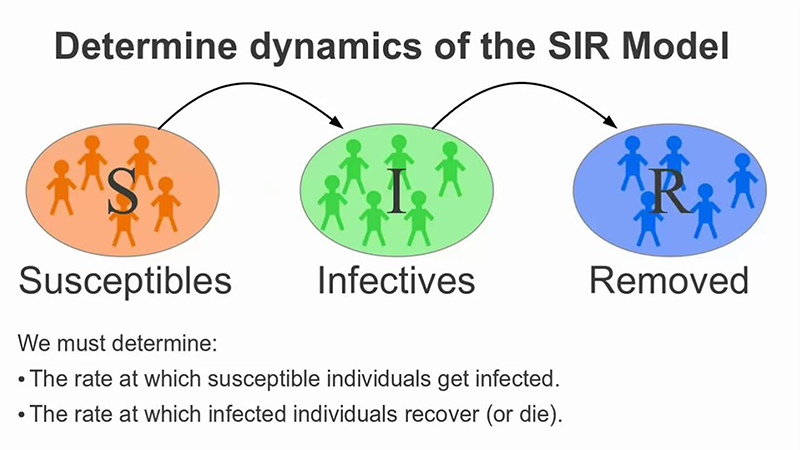 Determine dynamics of the SIR Model
S I R
Susceptibles Infectives Removed
We must determine:
• The rate at which susceptible individuals get infected.
• The rate at which infected individuals recover (or die).